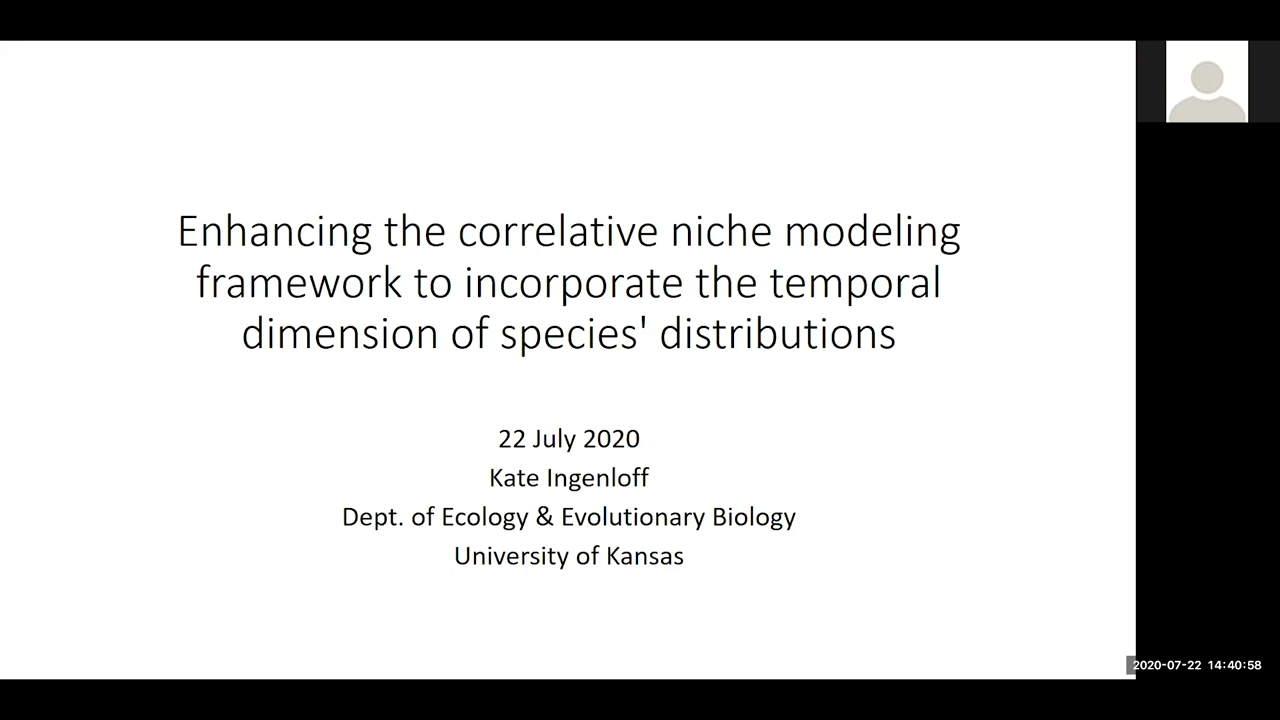 Enhancing the correlative niche modeling
framework to incorporate the temporal
dimension of species' distributions
22 July 2020
Kate Ingenloff
Dept. of Ecology & Evolutionary Biology
University of Kansas
2020-07-22 14:40:58